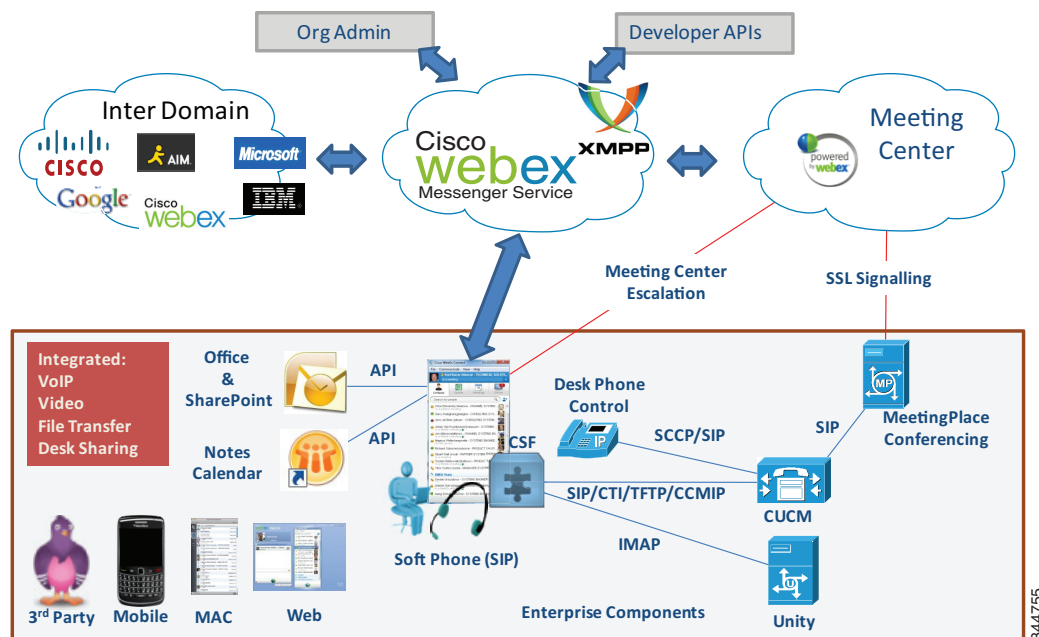 Org Admin
Developer APIs
Inter Domain
CISCO
AIM
Microsoft
Google
Cisco
webex
IBM
Cisco
webex
Messenger Service
XMPP
Meeting
Center
powered
by webex
Meeting Center
Escalation
SSL Signalling
Integrated:
VoIP
Video
File Transfer
Desk Sharing
Office
&
SharePoint
API
Notes
Calendar
API
CSF
Soft Phone (SIP)
Desk Phone
Control
IP
SCCP/SIP
SIP/CTI/TFTP/CCMIP
IMAP
SIP
MP
MeetingPlace
Conferencing
CUCM
U
Unity
3rd Party
Mobile
MAC
Web
Enterprise Components
344755